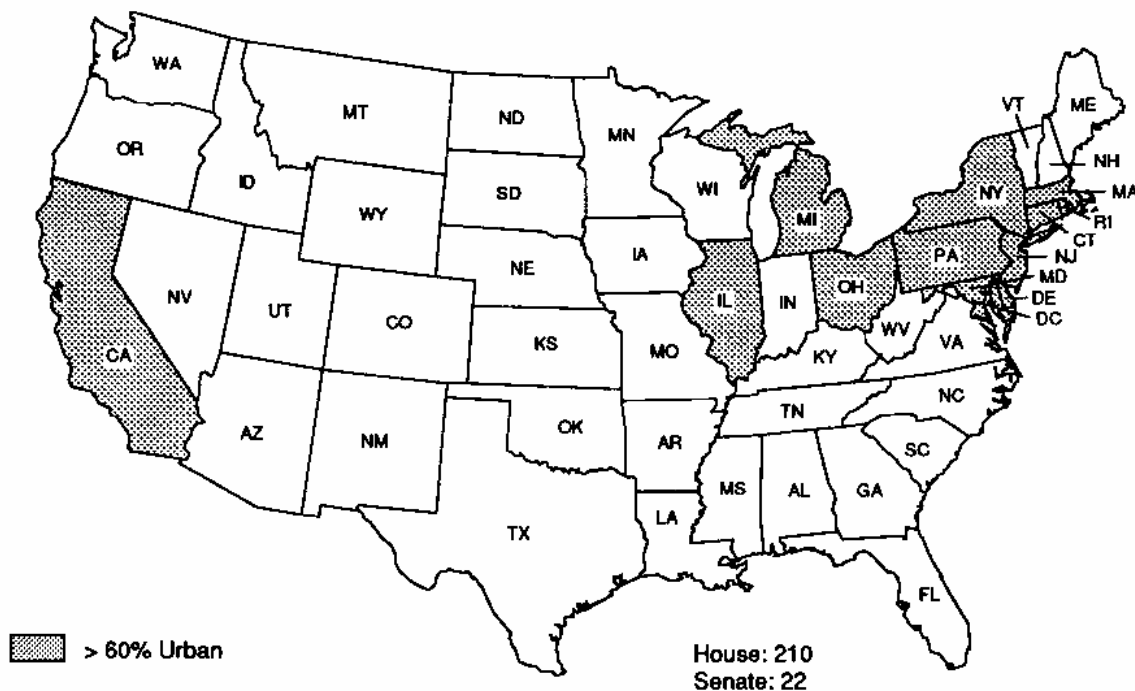 WA
MT
ND
MN
VT
ME
OR
ID
SD
WI
NH
WY
MI
NY
MA
RI
CT
IA
NE
PA
NJ
NV
UT
CO
IL
IN
OH
MD
DE
DC
CA
KS
MO
WV
VA
KY
AZ
NM
OK
AR
TN
NC
SC
MS
AL
GA
LA
TX
FL
> 60% Urban
House: 210
Senate: 22